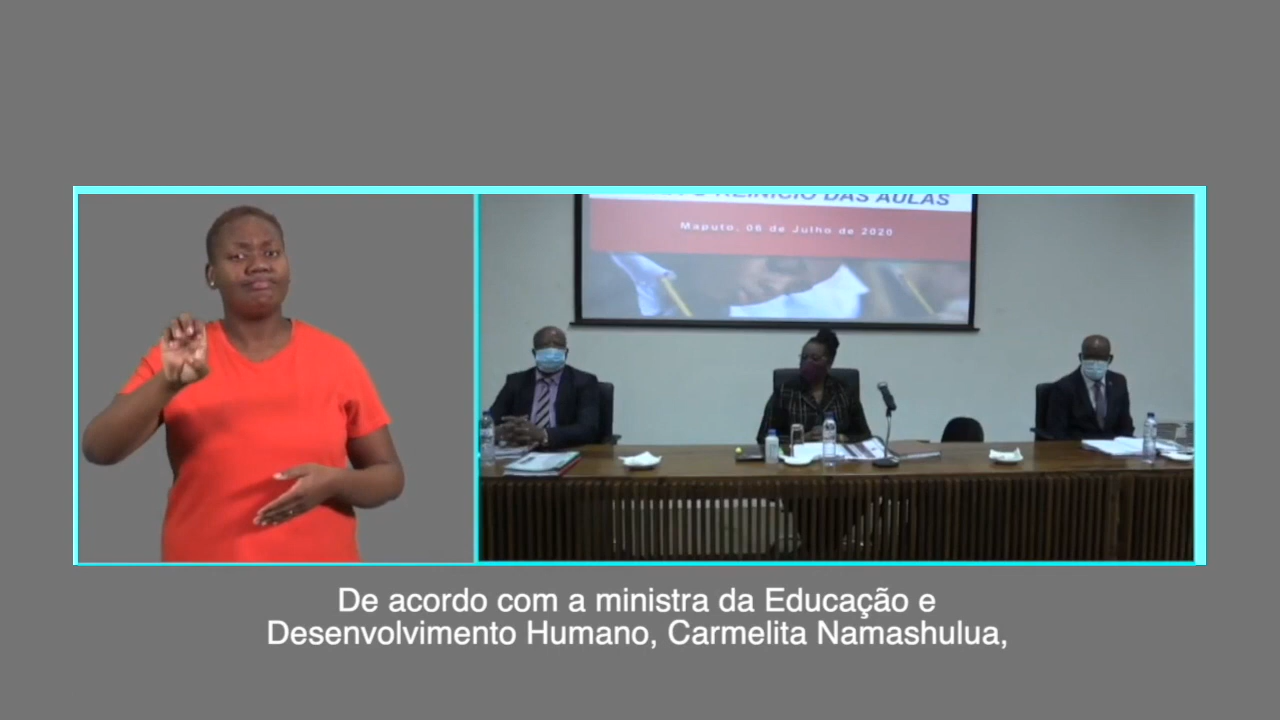 REINÍCIO DAS AULAS
Maputo, 06 de Julho de 2020
De acordo com a ministra da Educação e
Desenvolvimento Humano, Carmelita Namashulua,